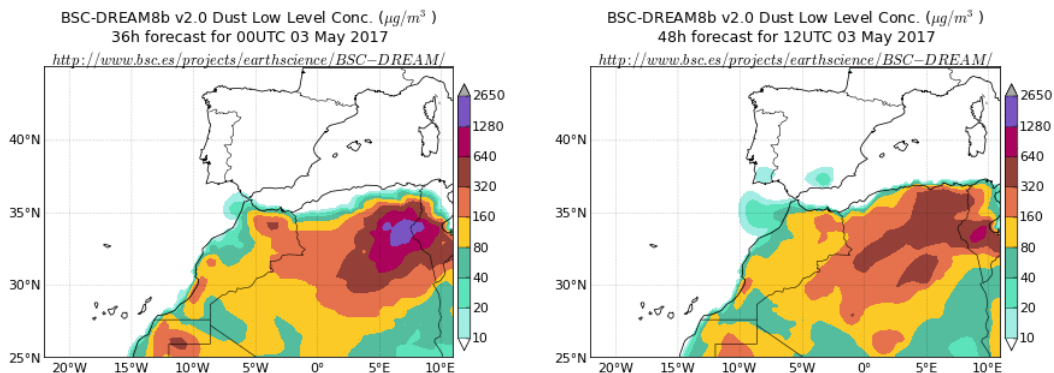 BSC-DREAM8b v2.0 Dust Low Level Conc. (μg/m³ )
36h forecast for 00UTC 03 May 2017
http://www.bsc.es/projects/earthscience/BSC−DREAM/
2650
1280
640
320
160
80
40
20
10
40°N
35°N
30°N
25°N
20°W
15°W
10°W
5°W
0°
5°E
10°E
BSC-DREAM8b v2.0 Dust Low Level Conc. (μg/m³ )
48h forecast for 12UTC 03 May 2017
http://www.bsc.es/projects/earthscience/BSC−DREAM/
2650
1280
640
320
160
80
40
20
10
40°N
35°N
30°N
25°N
20°W
15°W
10°W
5°W
0°
5°E
10°E